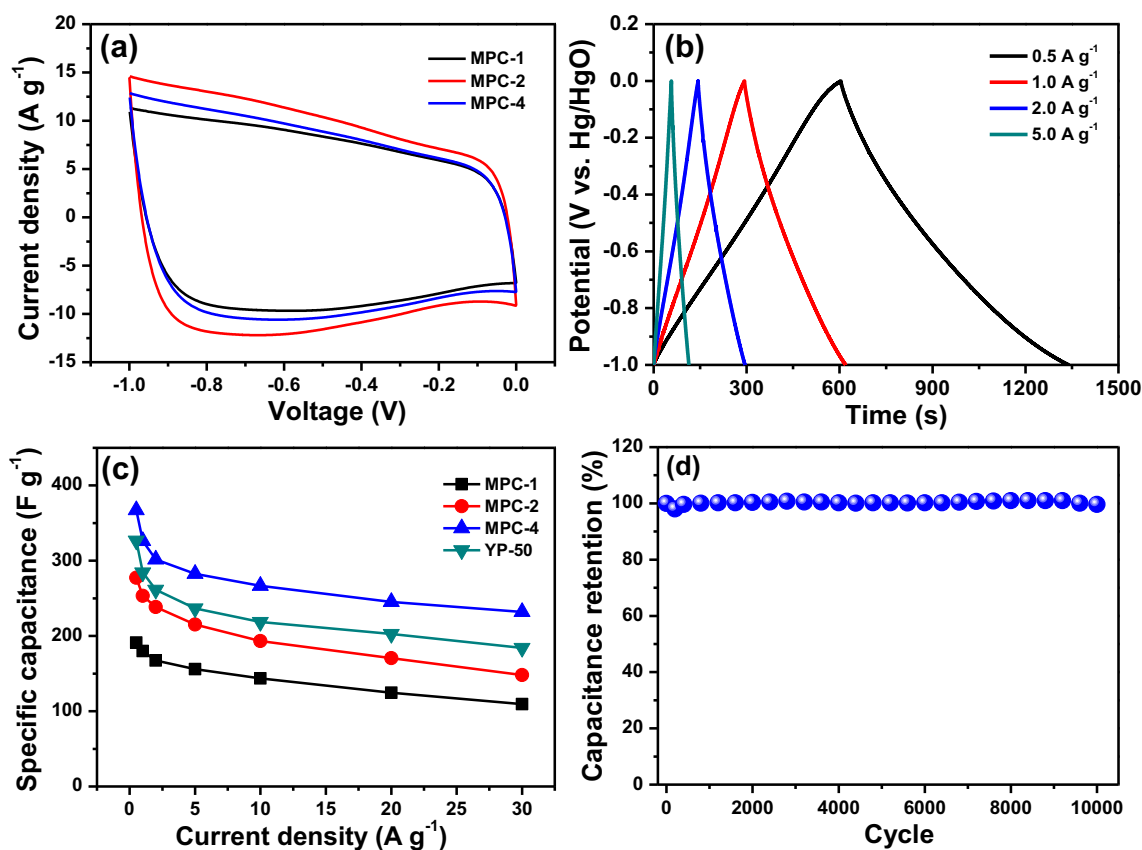 (a)
MPC-1
MPC-2
MPC-4
20
15
10
5
0
-5
-10
-15
-1.0
-0.8
-0.6
-0.4
-0.2
0.0
Current density (A g⁻¹)
Voltage (V)
(b)
0.5 A g⁻¹
1.0 A g⁻¹
2.0 A g⁻¹
5.0 A g⁻¹
0.2
0.0
-0.2
-0.4
-0.6
-0.8
-1.0
0
300
600
900
1200
1500
Potential (V vs. Hg/HgO)
Time (s)
(c)
MPC-1
MPC-2
MPC-4
YP-50
400
300
200
100
0
0
5
10
15
20
25
30
Specific capacitance (F g⁻¹)
Current density (A g⁻¹)
(d)
120
100
80
60
40
20
0
0
2000
4000
6000
8000
10000
Capacitance retention (%)
Cycle